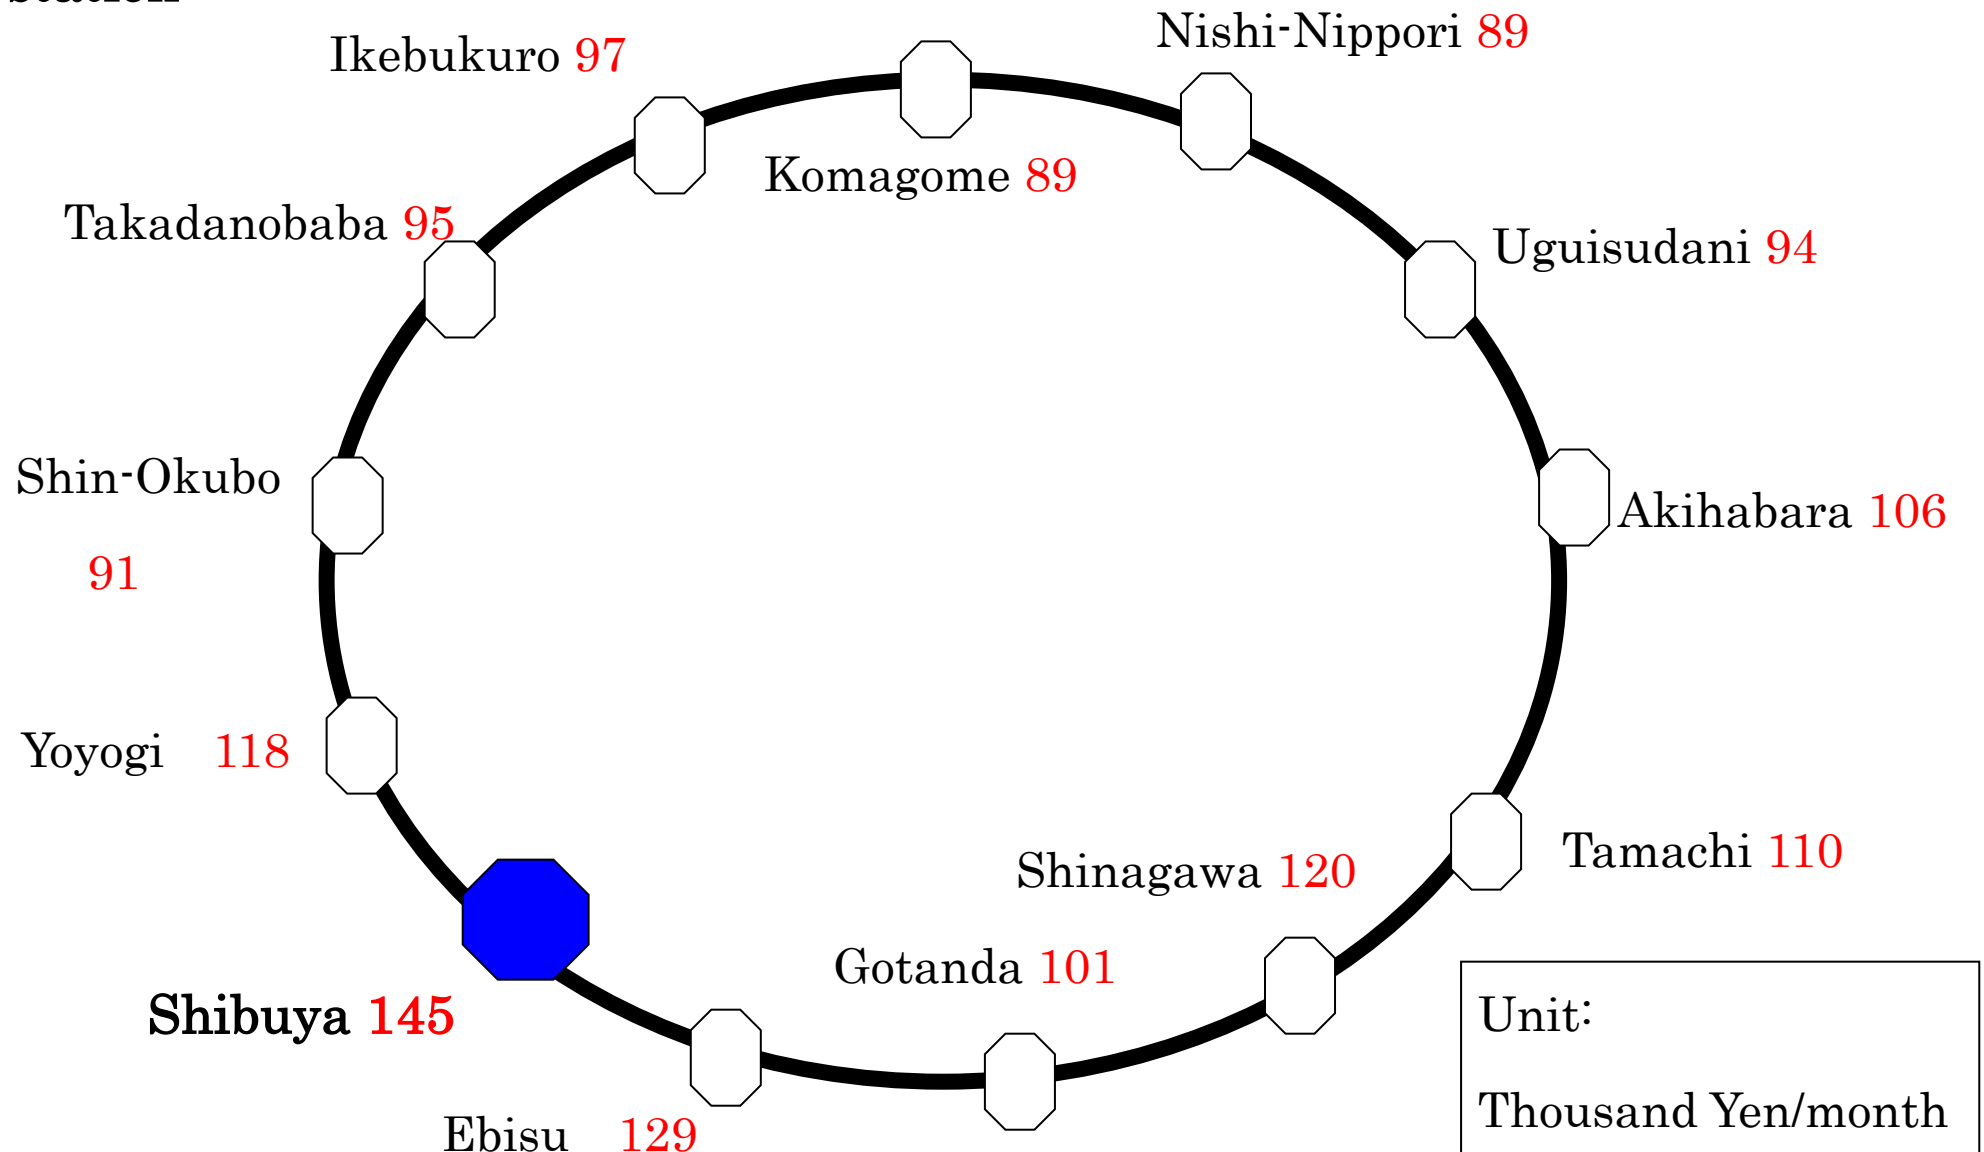 station
Nishi-Nippori 89
Ikebukuro 97
Komagome 89
Takadanobaba 95
Uguisudani 94
Shin-Okubo
91
Akihabara 106
Yoyogi 118
Tamachi 110
Shinagawa 120
Gotanda 101
Shibuya 145
Ebisu 129
Unit:
Thousand Yen/month